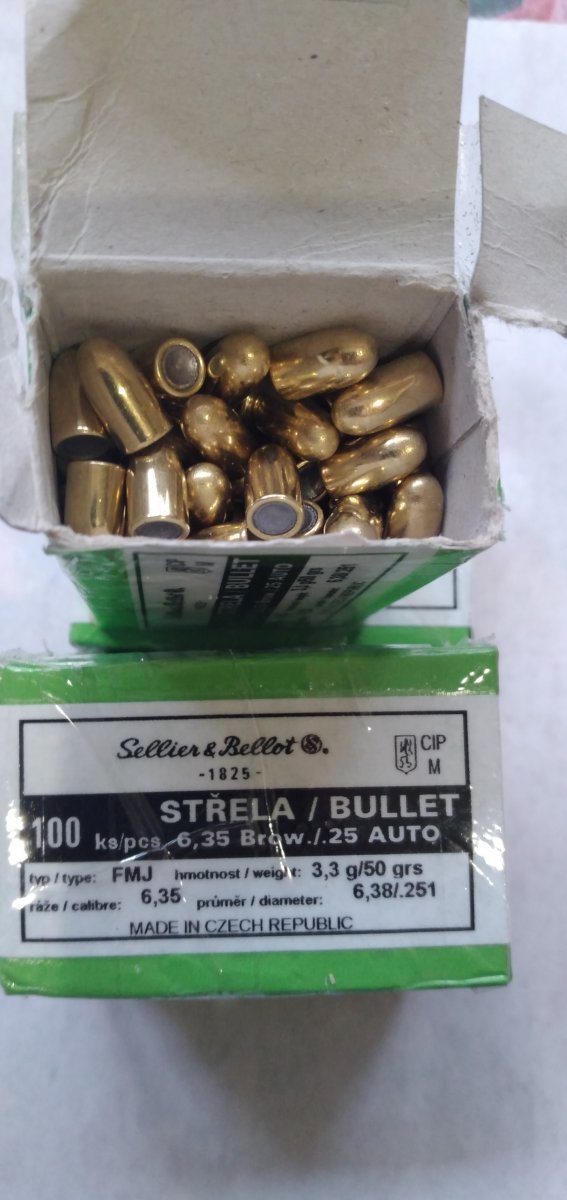 Sellier & Bellot
-1825-
CIP
M
STŘELA / BULLET
100 ks/pcs 6,35 Brow./.25 AUTO
typ / type: FMJ hmotnost / weight: 3,3 g/50 grs
ráže / calibre: 6,35 průměr / diameter: 6,38/.251
MADE IN CZECH REPUBLIC